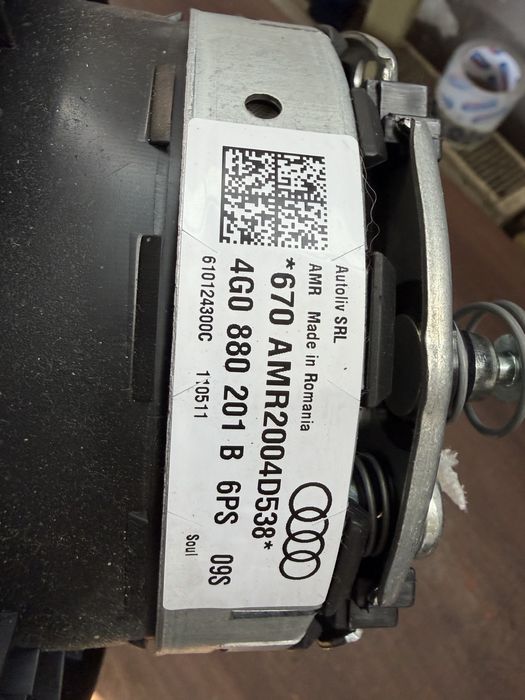 Autoliv SRL
AMR Made in Romania
*670 AMR2004D538*
4G0 880 201 B 6PS 09S
610124300C 110511 Soul